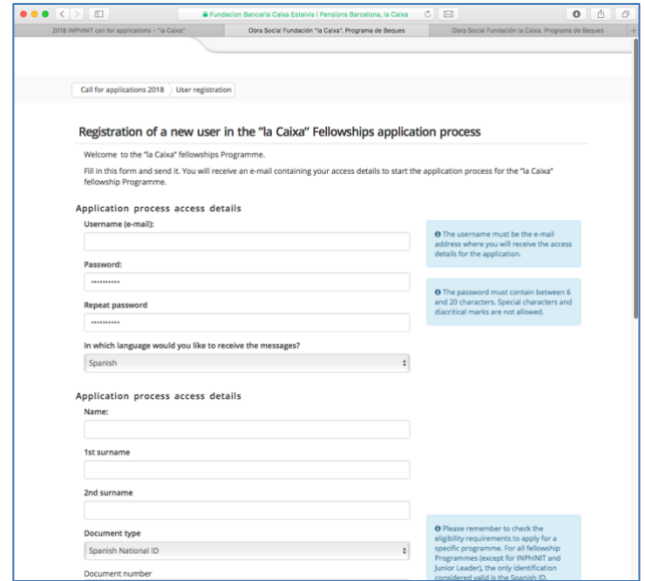 Fundacion Bancaria Caixa Estalvis i Pensions Barcelona, la Caixa
2018 INPhINIT call for applications - "la Caixa"
Obra Social Fundación "la Caixa". Programa de Beques
Obra Social Fundación la Caixa. Programa de Beques
Call for applications 2018
User registration
Registration of a new user in the "la Caixa" Fellowships application process
Welcome to the "la Caixa" fellowships Programme.
Fill in this form and send it. You will receive an e-mail containing your access details to start the application process for the "la Caixa"
fellowship Programme.
Application process access details
Username (e-mail):
The username must be the e-mail
address where you will receive the access
details for the application.
Password:
••••••••••
The password must contain between 6
and 20 characters. Special characters and
diacritical marks are not allowed.
Repeat password
••••••••••
In which language would you like to receive the messages?
Spanish
Application process access details
Name:
1st surname
2nd surname
Document type
Spanish National ID
Document number
Please remember to check the
eligibility requirements to apply for a
specific programme. For all fellowship
Programmes (except for INPhINIT and
Junior Leader), the only identification
considered valid is the Spanish ID.